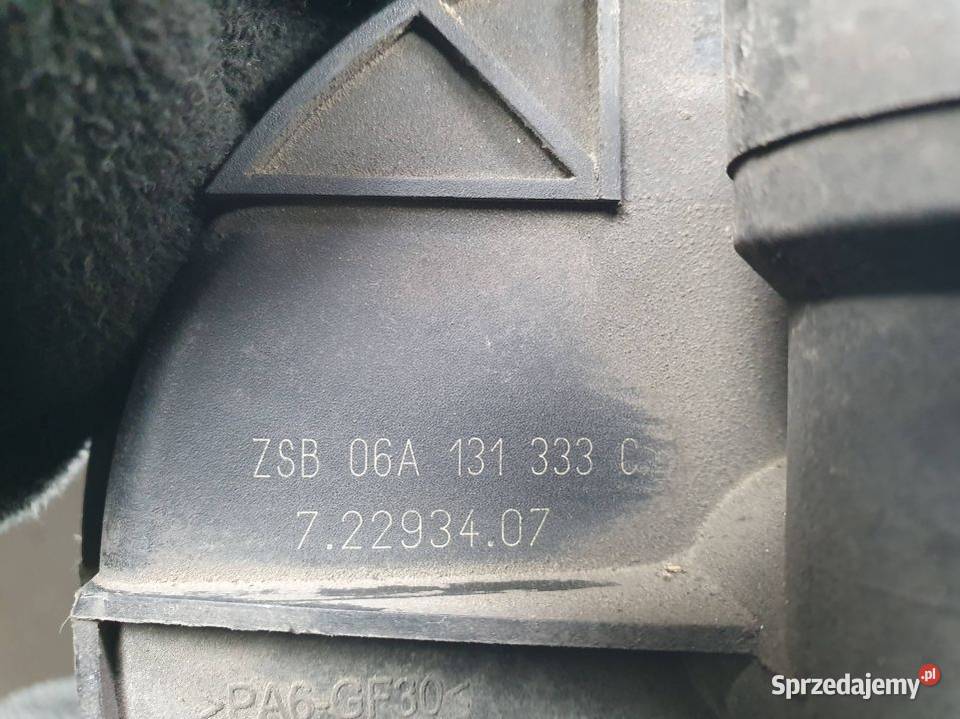 ZSB 06A 131 333 C
7.22934.07
>PA6-GF30<
Sprzedajemy.pl